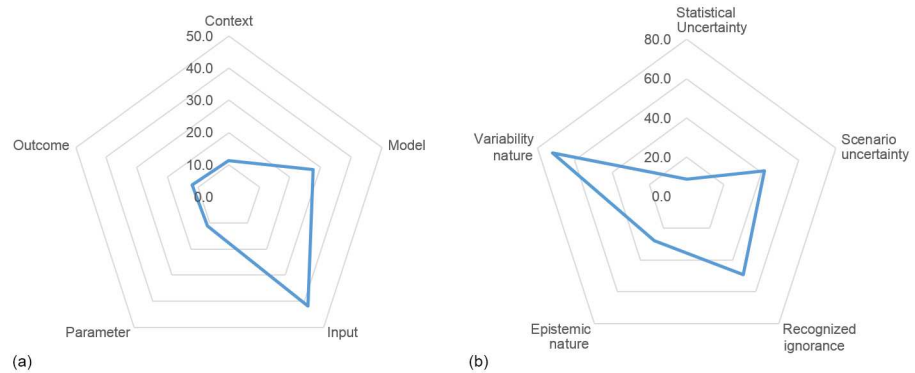 Context
50.0
40.0
30.0
20.0
10.0
0.0
Outcome
Model
Parameter
Input
(a)
Statistical
Uncertainty
80.0
60.0
40.0
20.0
0.0
Variability
nature
Scenario
uncertainty
Epistemic
nature
Recognized
ignorance
(b)